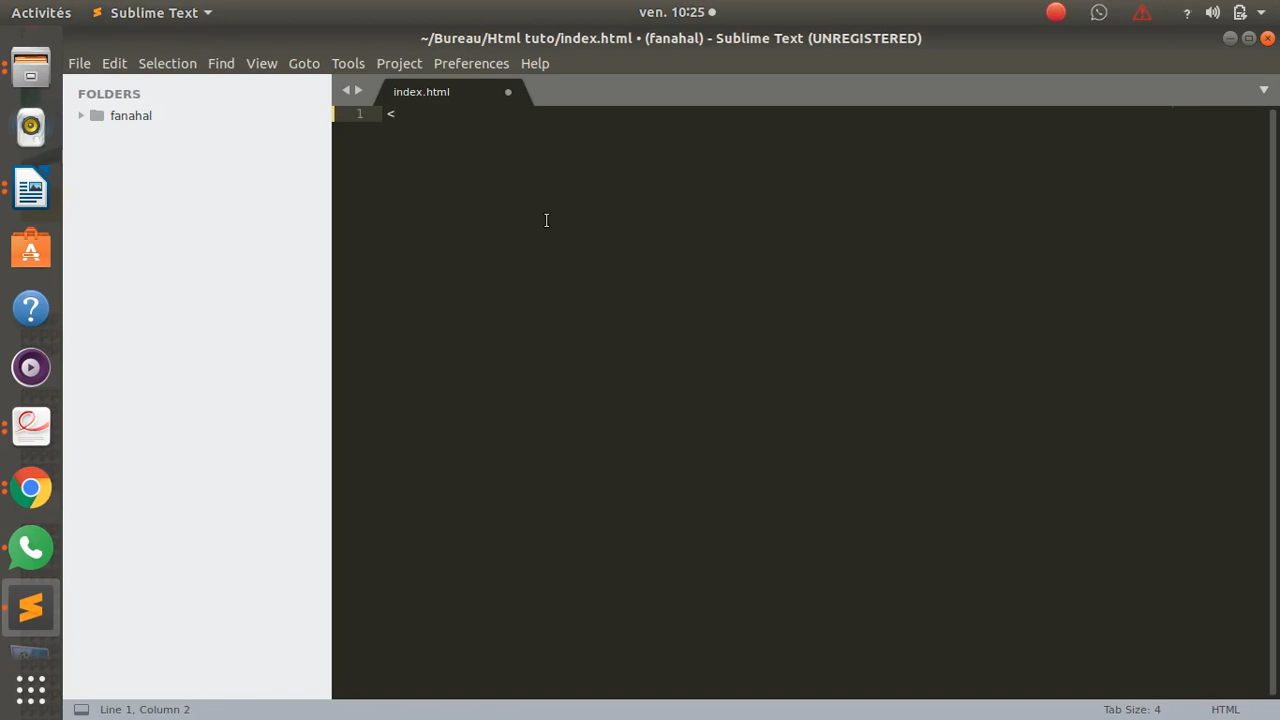 Activités
Sublime Text
ven. 10:25
~/Bureau/Html tuto/index.html • (fanahal) - Sublime Text (UNREGISTERED)
File Edit Selection Find View Goto Tools Project Preferences Help
FOLDERS
fanahal
index.html
1 <
Line 1, Column 2
Tab Size: 4
HTML